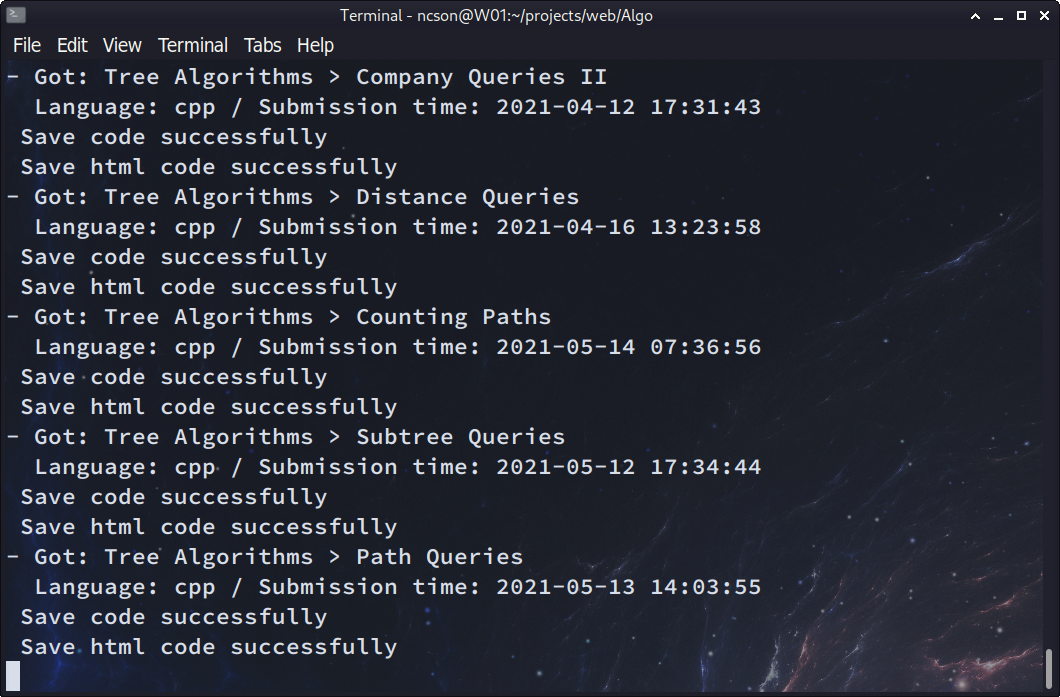 Terminal - ncson@W01:~/projects/web/Algo
File Edit View Terminal Tabs Help
- Got: Tree Algorithms > Company Queries II
Language: cpp / Submission time: 2021-04-12 17:31:43
Save code successfully
Save html code successfully
- Got: Tree Algorithms > Distance Queries
Language: cpp / Submission time: 2021-04-16 13:23:58
Save code successfully
Save html code successfully
- Got: Tree Algorithms > Counting Paths
Language: cpp / Submission time: 2021-05-14 07:36:56
Save code successfully
Save html code successfully
- Got: Tree Algorithms > Subtree Queries
Language: cpp / Submission time: 2021-05-12 17:34:44
Save code successfully
Save html code successfully
- Got: Tree Algorithms > Path Queries
Language: cpp / Submission time: 2021-05-13 14:03:55
Save code successfully
Save html code successfully